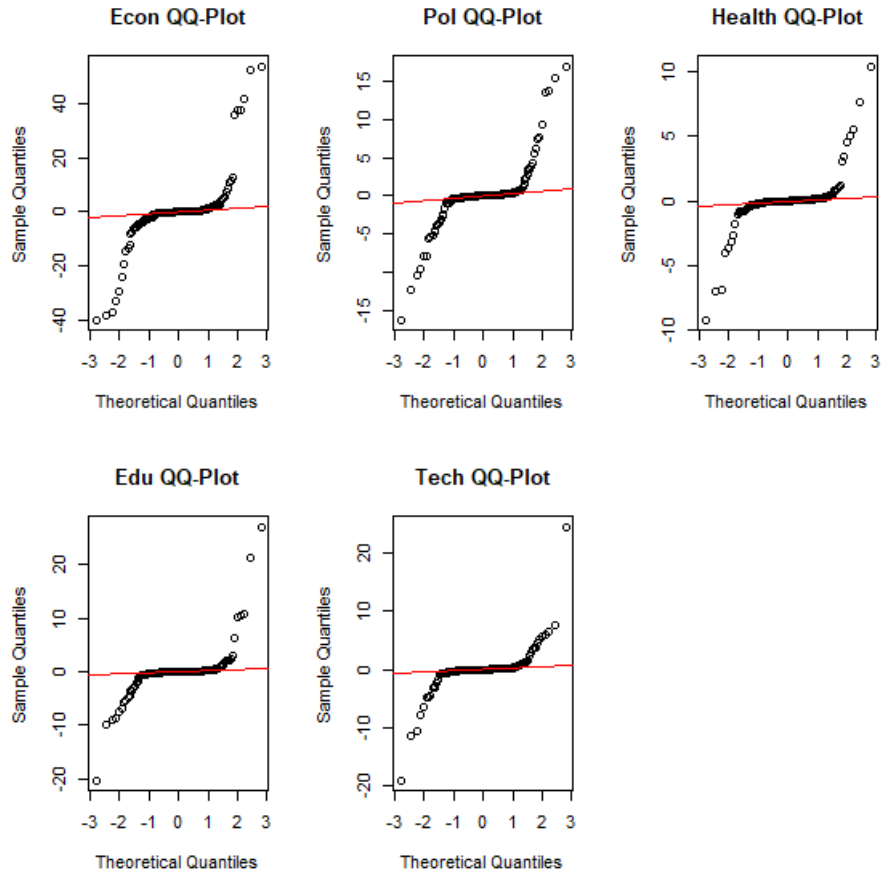 Econ QQ-Plot
Sample Quantiles
40
20
0
-20
-40
-3 -2 -1 0 1 2 3
Theoretical Quantiles
Pol QQ-Plot
Sample Quantiles
15
10
5
0
-5
-15
-3 -2 -1 0 1 2 3
Theoretical Quantiles
Health QQ-Plot
Sample Quantiles
10
5
0
-5
-10
-3 -2 -1 0 1 2 3
Theoretical Quantiles
Edu QQ-Plot
Sample Quantiles
20
10
0
-10
-20
-3 -2 -1 0 1 2 3
Theoretical Quantiles
Tech QQ-Plot
Sample Quantiles
20
10
0
-10
-20
-3 -2 -1 0 1 2 3
Theoretical Quantiles